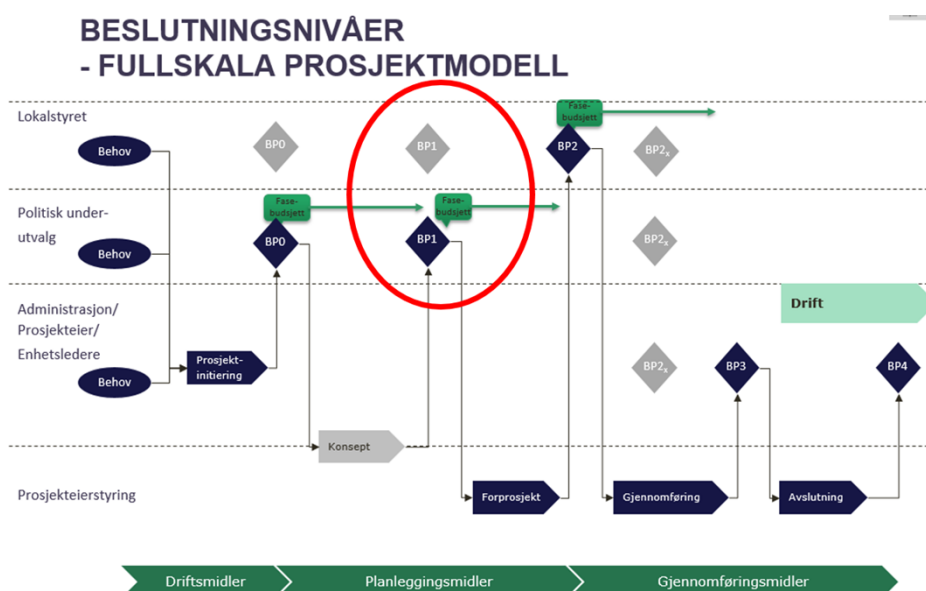 BESLUTNINGSNIVÅER
- FULLSKALA PROSJEKTMODELL
Lokalstyret
Behov
BP0
BP1
Fase-
budsjett
BP2
BP2x
Politisk under-
utvalg
Behov
Fase-
budsjett
BP0
Fase-
budsjett
BP1
BP2x
Administrasjon/
Prosjekteier/
Enhetsledere
Behov
Prosjekt-
initiering
BP2x
BP3
Drift
BP4
Konsept
Prosjekteierstyring
Forprosjekt
Gjennomføring
Avslutning
Driftsmidler
Planleggingsmidler
Gjennomføringsmidler